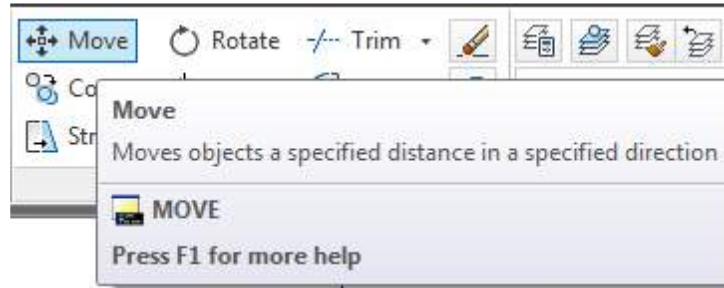 Move Rotate Trim
Co
Str
Move
Moves objects a specified distance in a specified direction
MOVE
Press F1 for more help